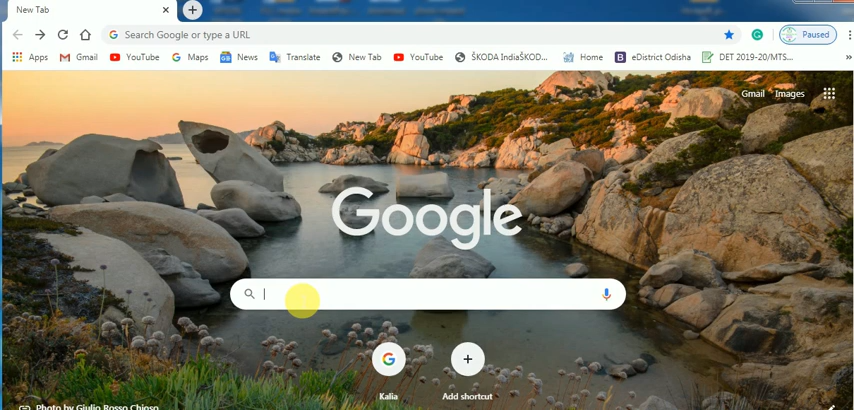 New Tab
Search Google or type a URL
Paused
Apps
Gmail
YouTube
Maps
News
Translate
New Tab
YouTube
ŠKODA IndiaŠKOD...
Home
eDistrict Odisha
DET 2019-20/MTS...
»
Gmail
Images
Google
Kalia
Add shortcut
Photo by Giulio Rosso Chioso